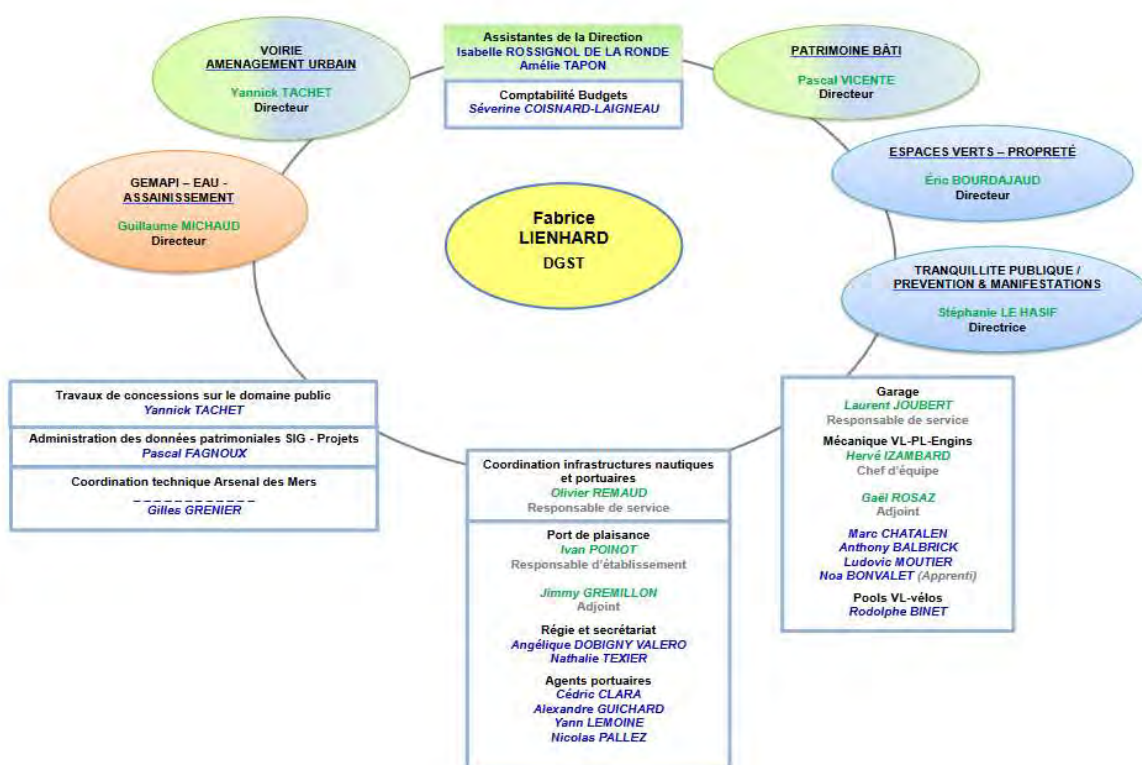 VOIRIE
AMENAGEMENT URBAIN
Yannick TACHET
Directeur
Assistantes de la Direction
Isabelle ROSSIGNOL DE LA RONDE
Amélie TAPON
Comptabilité Budgets
Séverine COISNARD-LAIGNEAU
PATRIMOINE BÂTI
Pascal VICENTE
Directeur
ESPACES VERTS – PROPRETÉ
Éric BOURDAJAUD
Directeur
GEMAPI – EAU -
ASSAINISSEMENT
Guillaume MICHAUD
Directeur
Fabrice
LIENHARD
DGST
TRANQUILLITE PUBLIQUE /
PREVENTION & MANIFESTATIONS
Stéphanie LE HASIF
Directrice
Travaux de concessions sur le domaine public
Yannick TACHET
Administration des données patrimoniales SIG - Projets
Pascal FAGNOUX
Coordination technique Arsenal des Mers
_ _ _ _ _ _ _ _ _ _ _ _ _
Gilles GRENIER
Coordination infrastructures nautiques
et portuaires
Olivier REMAUD
Responsable de service
Port de plaisance
Ivan POINOT
Responsable d'établissement
Jimmy GREMILLON
Adjoint
Régie et secrétariat
Angélique DOBIGNY VALERO
Nathalie TEXIER
Agents portuaires
Cédric CLARA
Alexandre GUICHARD
Yann LEMOINE
Nicolas PALLEZ
Garage
Laurent JOUBERT
Responsable de service
Mécanique VL-PL-Engins
Hervé IZAMBARD
Chef d'équipe
Gaël ROSAZ
Adjoint
Marc CHATALEN
Anthony BALBRICK
Ludovic MOUTIER
Noa BONVALET (Apprenti)
Pools VL-vélos
Rodolphe BINET